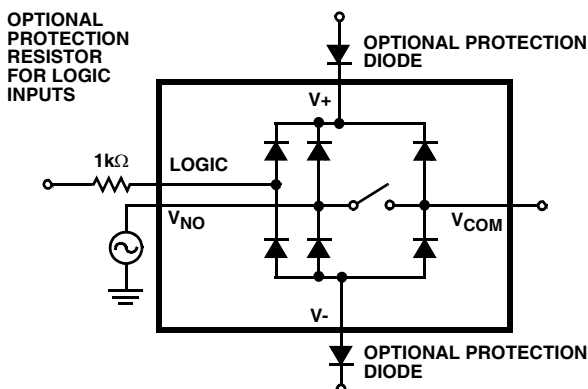 OPTIONAL
PROTECTION
RESISTOR
FOR LOGIC
INPUTS
OPTIONAL PROTECTION
DIODE
V+
1kΩ
LOGIC
VNO
VCOM
V-
OPTIONAL PROTECTION
DIODE